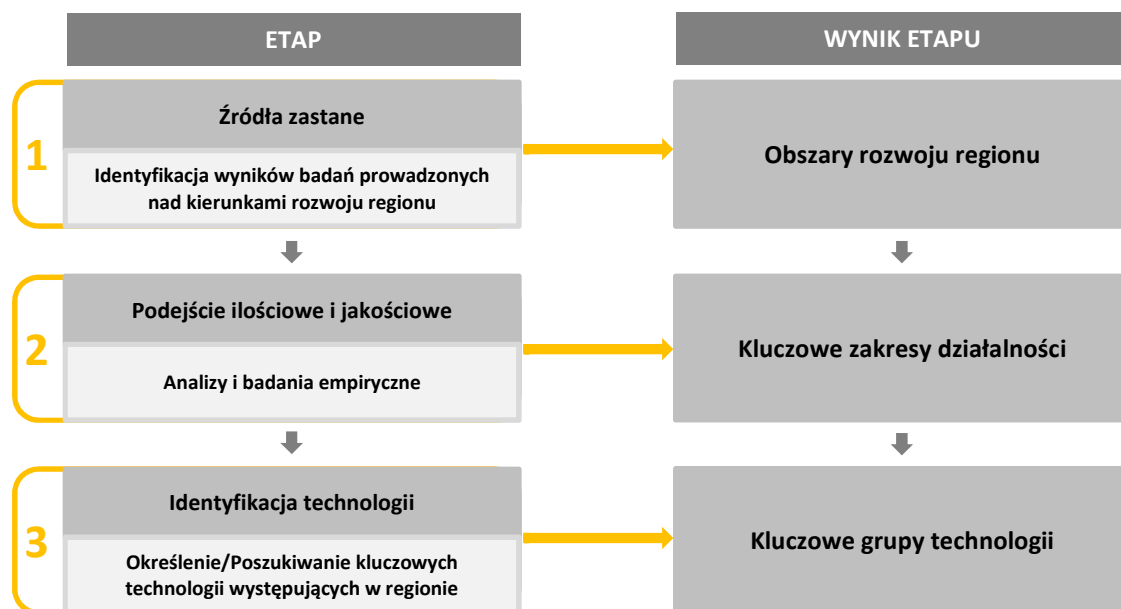 ETAP
WYNIK ETAPU
1
Źródła zastane
Identyfikacja wyników badań prowadzonych
nad kierunkami rozwoju regionu
Obszary rozwoju regionu
2
Podejście ilościowe i jakościowe
Analizy i badania empiryczne
Kluczowe zakresy działalności
3
Identyfikacja technologii
Określenie/Poszukiwanie kluczowych
technologii występujących w regionie
Kluczowe grupy technologii